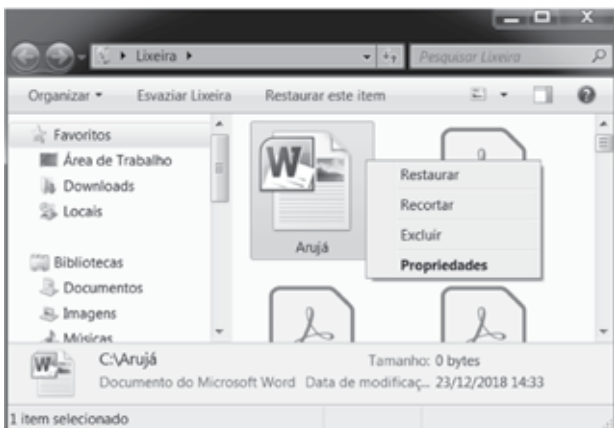 Lixeira
Pesquisar Lixeira
Organizar
Esvaziar Lixeira
Restaurar este item
Favoritos
Área de Trabalho
Downloads
Locais
Bibliotecas
Documentos
Imagens
Músicas
W
Arujá
Restaurar
Recortar
Excluir
Propriedades
W
C:\Arujá
Tamanho: 0 bytes
Documento do Microsoft Word Data de modificaç... 23/12/2018 14:33
1 item selecionado